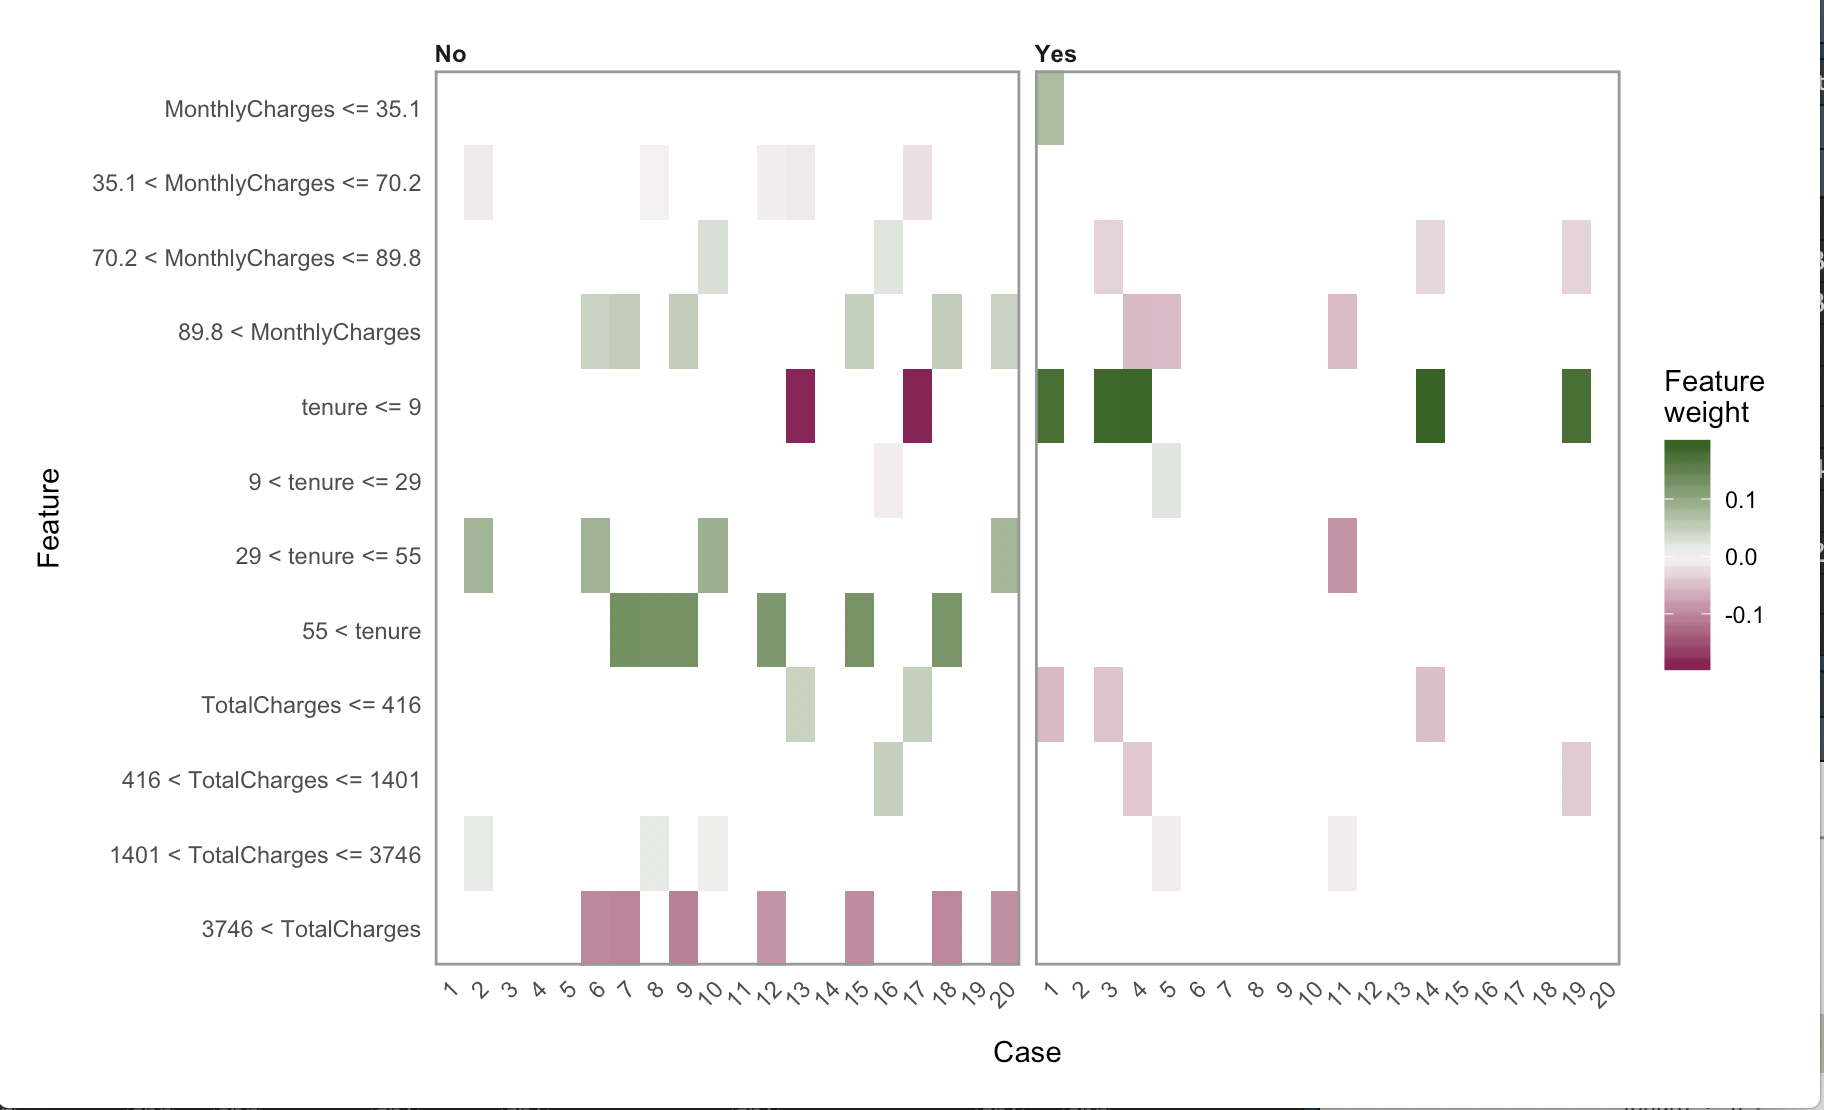 No
Yes
MonthlyCharges <= 35.1
35.1 < MonthlyCharges <= 70.2
70.2 < MonthlyCharges <= 89.8
89.8 < MonthlyCharges
tenure <= 9
9 < tenure <= 29
29 < tenure <= 55
55 < tenure
TotalCharges <= 416
416 < TotalCharges <= 1401
1401 < TotalCharges <= 3746
3746 < TotalCharges
Feature
1 2 3 4 5 6 7 8 9 10 11 12 13 14 15 16 17 18 19 20
1 2 3 4 5 6 7 8 9 10 11 12 13 14 15 16 17 18 19 20
Case
Feature
weight
0.1
0.0
-0.1